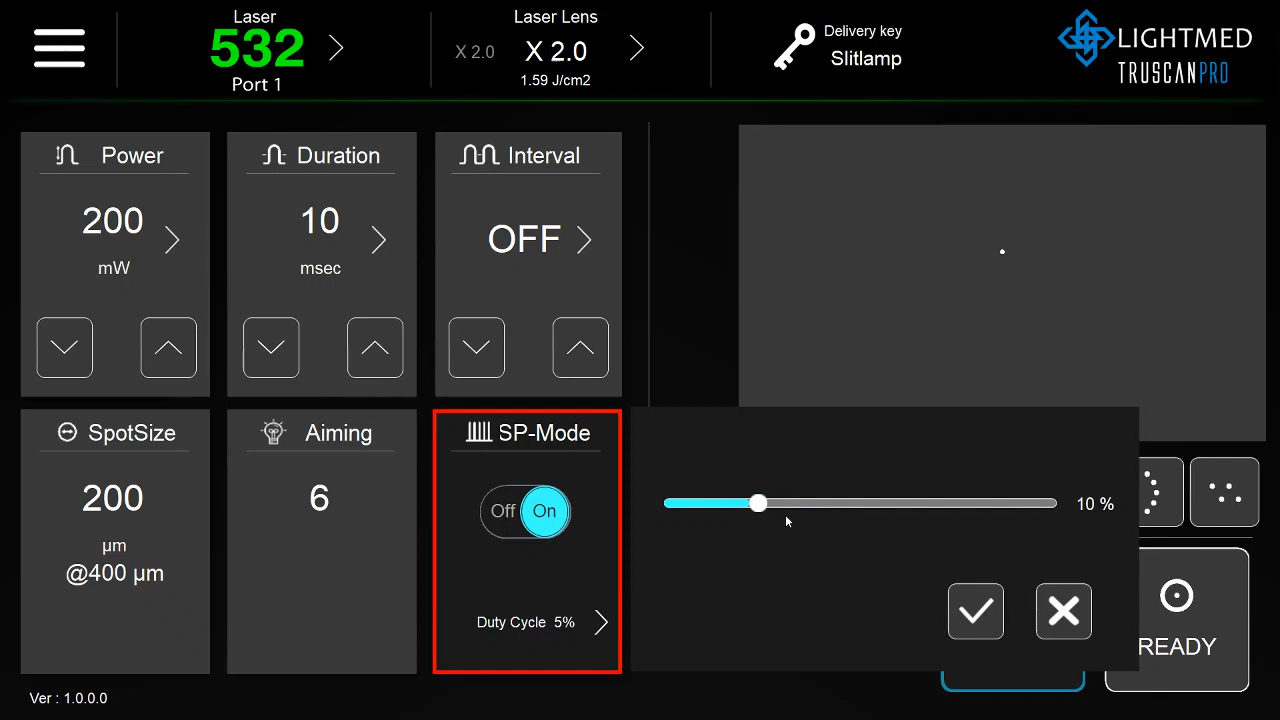 Laser
532
Port 1
Laser Lens
X 2.0
X 2.0
1.59 J/cm2
Delivery key
Slitlamp
LIGHTMED
TRUSCANPRO
Power
200
mW
Duration
10
msec
Interval
OFF
SpotSize
200
µm
@400 µm
Aiming
6
SP-Mode
Off
On
Duty Cycle 5%
10 %
READY
Ver : 1.0.0.0